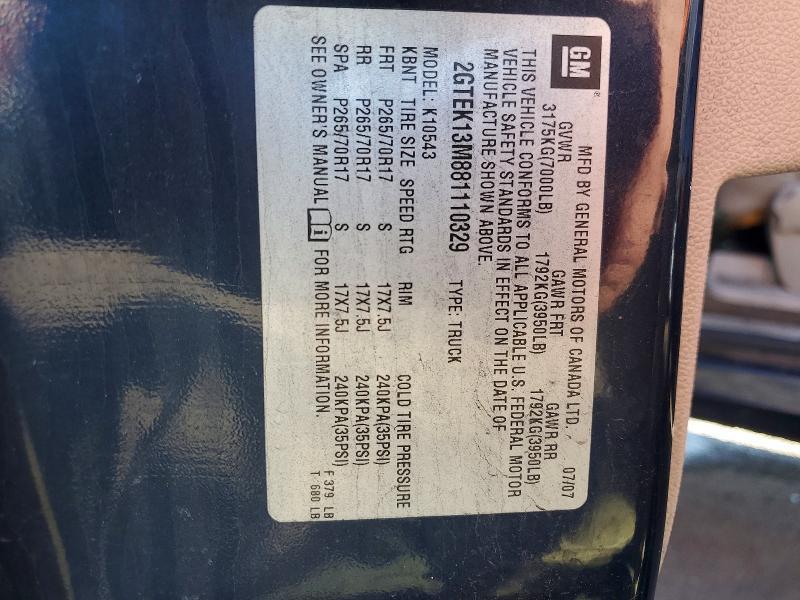 GM®
MFD BY GENERAL MOTORS OF CANADA LTD. 07/07
GVWR GAWR FRT GAWR RR
3175KG(7000LB) 1792KG(3950LB) 1792KG(3950LB)
THIS VEHICLE CONFORMS TO ALL APPLICABLE U.S. FEDERAL MOTOR
VEHICLE SAFETY STANDARDS IN EFFECT ON THE DATE OF
MANUFACTURE SHOWN ABOVE.
2GTEK13M881110329 TYPE: TRUCK
MODEL: K10543
KBNT TIRE SIZE SPEED RTG RIM COLD TIRE PRESSURE
FRT P265/70R17 S 17X7.5J 240KPA(35PSI)
RR P265/70R17 S 17X7.5J 240KPA(35PSI)
SPA P265/70R17 S 17X7.5J 240KPA(35PSI)
SEE OWNER'S MANUAL i FOR MORE INFORMATION.
F 379 LB
T 680 LB